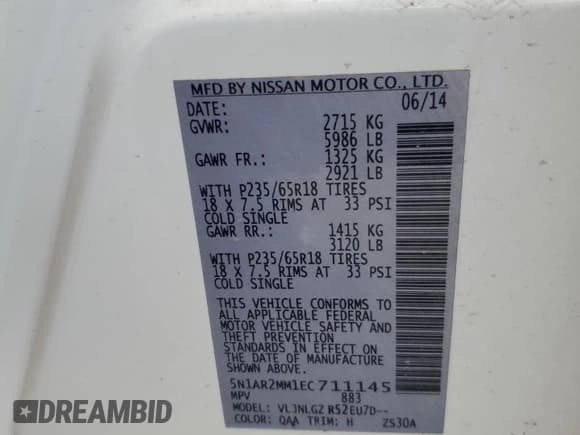 MFD BY NISSAN MOTOR CO., LTD.
DATE: 06/14
GVWR: 2715 KG
5986 LB
GAWR FR.: 1325 KG
2921 LB
WITH P235/65R18 TIRES
18 X 7.5 RIMS AT 33 PSI
COLD SINGLE
GAWR RR.: 1415 KG
3120 LB
WITH P235/65R18 TIRES
18 X 7.5 RIMS AT 33 PSI
COLD SINGLE
THIS VEHICLE CONFORMS TO
ALL APPLICABLE FEDERAL
MOTOR VEHICLE SAFETY AND
THEFT PREVENTION
STANDARDS IN EFFECT ON
THE DATE OF MANUFACTURE
SHOWN ABOVE.
5N1AR2MM1EC711145
MPV 883
MODEL: VL3NLGZ R52EU7D--
COLOR: QAA TRIM: H ZS30A
DID YOU FIND IT?